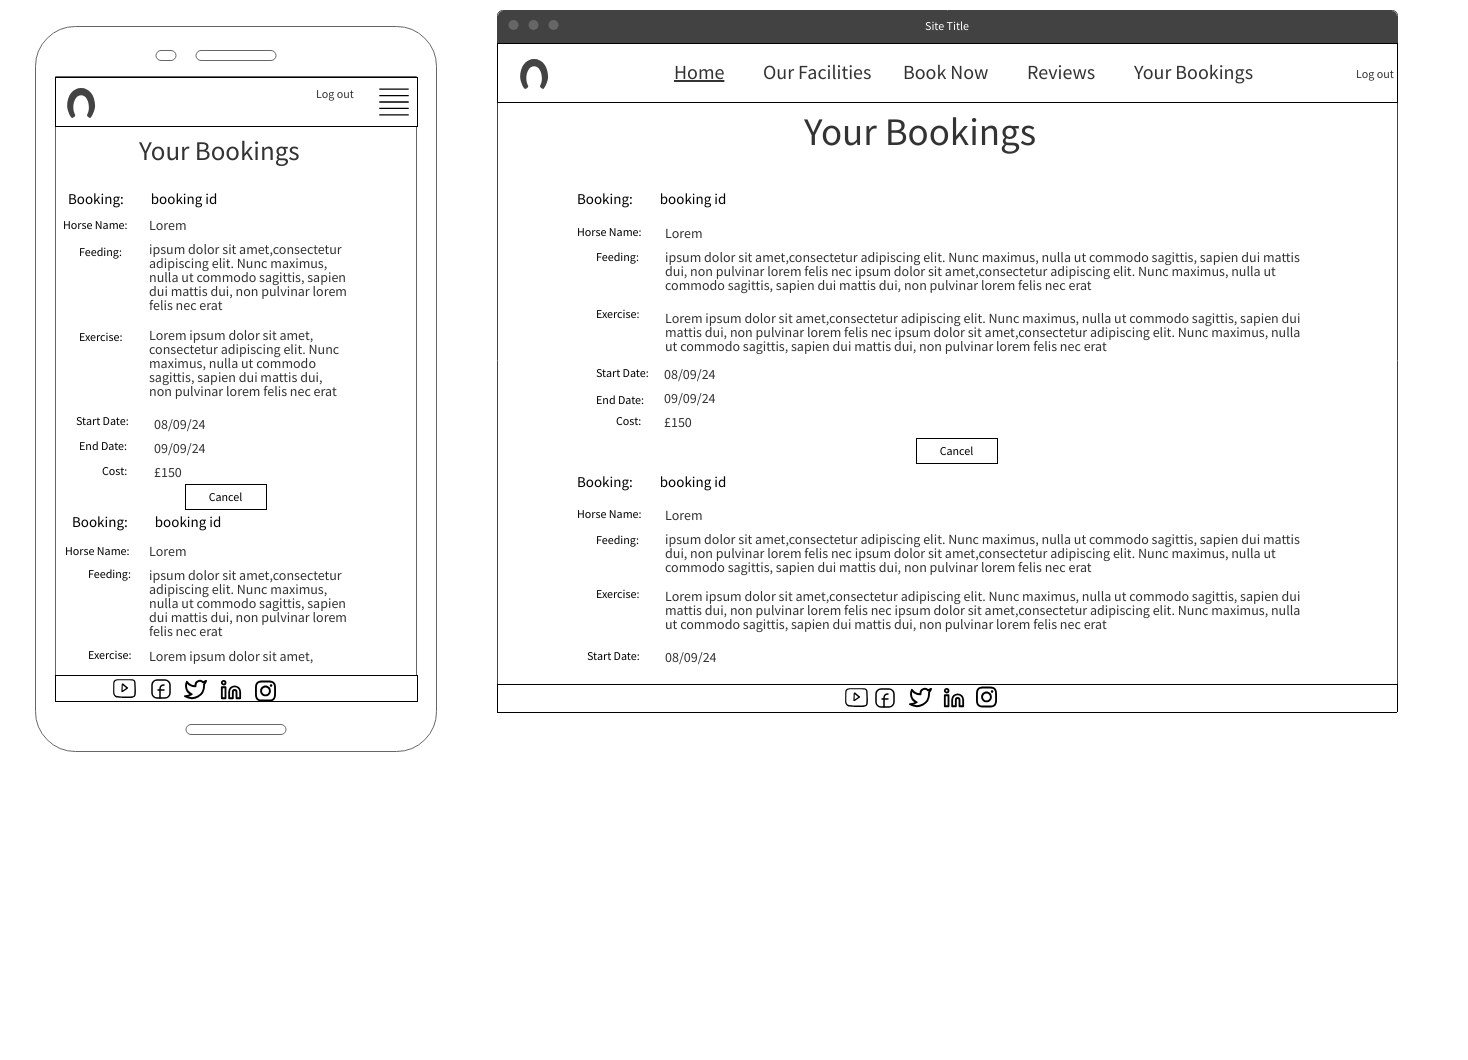 Log out
Your Bookings
Booking: booking id
Horse Name: Lorem
Feeding: ipsum dolor sit amet,consectetur
adipiscing elit. Nunc maximus,
nulla ut commodo sagittis, sapien
dui mattis dui, non pulvinar lorem
felis nec erat
Exercise: Lorem ipsum dolor sit amet,
consectetur adipiscing elit. Nunc
maximus, nulla ut commodo
sagittis, sapien dui mattis dui,
non pulvinar lorem felis nec erat
Start Date: 08/09/24
End Date: 09/09/24
Cost: £150
Cancel
Booking: booking id
Horse Name: Lorem
Feeding: ipsum dolor sit amet,consectetur
adipiscing elit. Nunc maximus,
nulla ut commodo sagittis, sapien
dui mattis dui, non pulvinar lorem
felis nec erat
Exercise: Lorem ipsum dolor sit amet,
Site Title
Home Our Facilities Book Now Reviews Your Bookings Log out
Your Bookings
Booking: booking id
Horse Name: Lorem
Feeding: ipsum dolor sit amet,consectetur adipiscing elit. Nunc maximus, nulla ut commodo sagittis, sapien dui mattis
dui, non pulvinar lorem felis nec ipsum dolor sit amet,consectetur adipiscing elit. Nunc maximus, nulla ut
commodo sagittis, sapien dui mattis dui, non pulvinar lorem felis nec erat
Exercise: Lorem ipsum dolor sit amet,consectetur adipiscing elit. Nunc maximus, nulla ut commodo sagittis, sapien dui
mattis dui, non pulvinar lorem felis nec ipsum dolor sit amet,consectetur adipiscing elit. Nunc maximus, nulla
ut commodo sagittis, sapien dui mattis dui, non pulvinar lorem felis nec erat
Start Date: 08/09/24
End Date: 09/09/24
Cost: £150
Cancel
Booking: booking id
Horse Name: Lorem
Feeding: ipsum dolor sit amet,consectetur adipiscing elit. Nunc maximus, nulla ut commodo sagittis, sapien dui mattis
dui, non pulvinar lorem felis nec ipsum dolor sit amet,consectetur adipiscing elit. Nunc maximus, nulla ut
commodo sagittis, sapien dui mattis dui, non pulvinar lorem felis nec erat
Exercise: Lorem ipsum dolor sit amet,consectetur adipiscing elit. Nunc maximus, nulla ut commodo sagittis, sapien dui
mattis dui, non pulvinar lorem felis nec ipsum dolor sit amet,consectetur adipiscing elit. Nunc maximus, nulla
ut commodo sagittis, sapien dui mattis dui, non pulvinar lorem felis nec erat
Start Date: 08/09/24